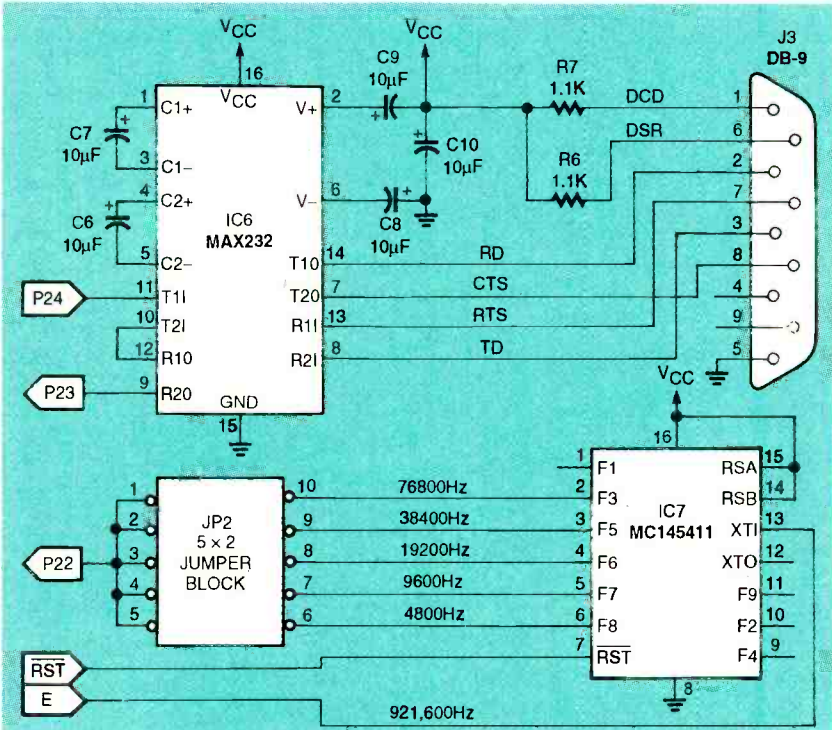 VCC
16
VCC
C1+
1
C7
10µF
3
C1–
4
C2+
C6
10µF
5
C2–
IC6
MAX232
P24
11
T1I
10
T2I
12
R1O
P23
9
R2O
GND
15
V+
2
C9
10µF
VCC
C10
10µF
V–
6
C8
10µF
R7
1.1K
DCD
R6
1.1K
DSR
T1O
14
RD
T2O
7
CTS
R1I
13
RTS
R2I
8
TD
J3
DB-9
1
6
2
7
3
8
4
9
5
JP2
5 × 2
JUMPER
BLOCK
P22
1
2
3
4
5
10
76800Hz
9
38400Hz
8
19200Hz
7
9600Hz
6
4800Hz
VCC
16
IC7
MC145411
1
F1
2
F3
3
F5
4
F6
5
F7
6
F8
7
RST
8
RSA
15
RSB
14
XTI
13
XTO
12
F9
11
F2
10
F4
9
RST
E
921,600Hz